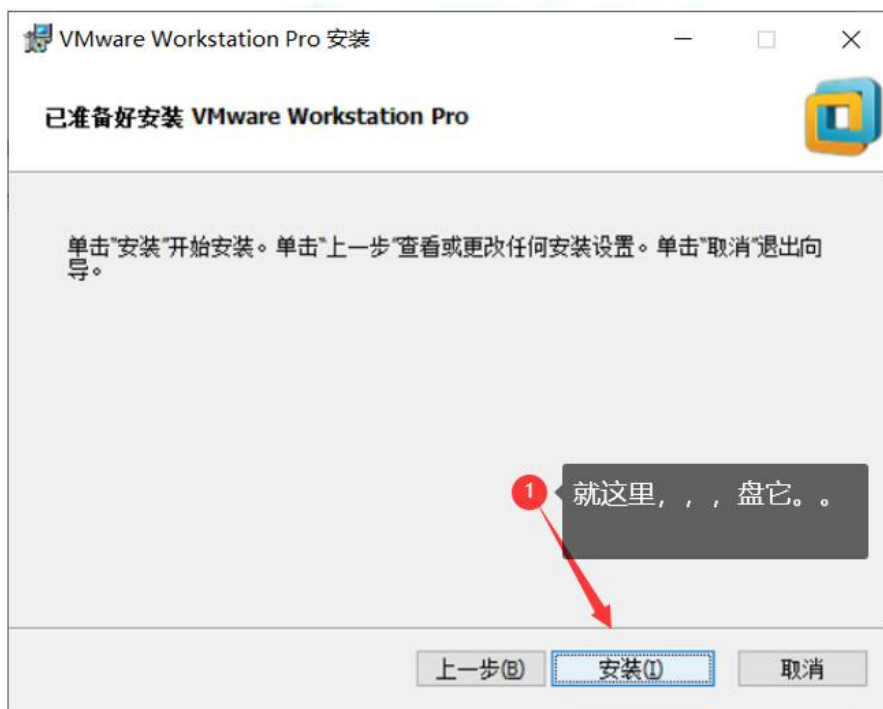 VMware Workstation Pro 安装
已准备好安装 VMware Workstation Pro
单击"安装"开始安装。单击"上一步"查看或更改任何安装设置。单击"取消"退出向
导。
1
就这里，，，盘它。。
上一步(B)
安装(I)
取消